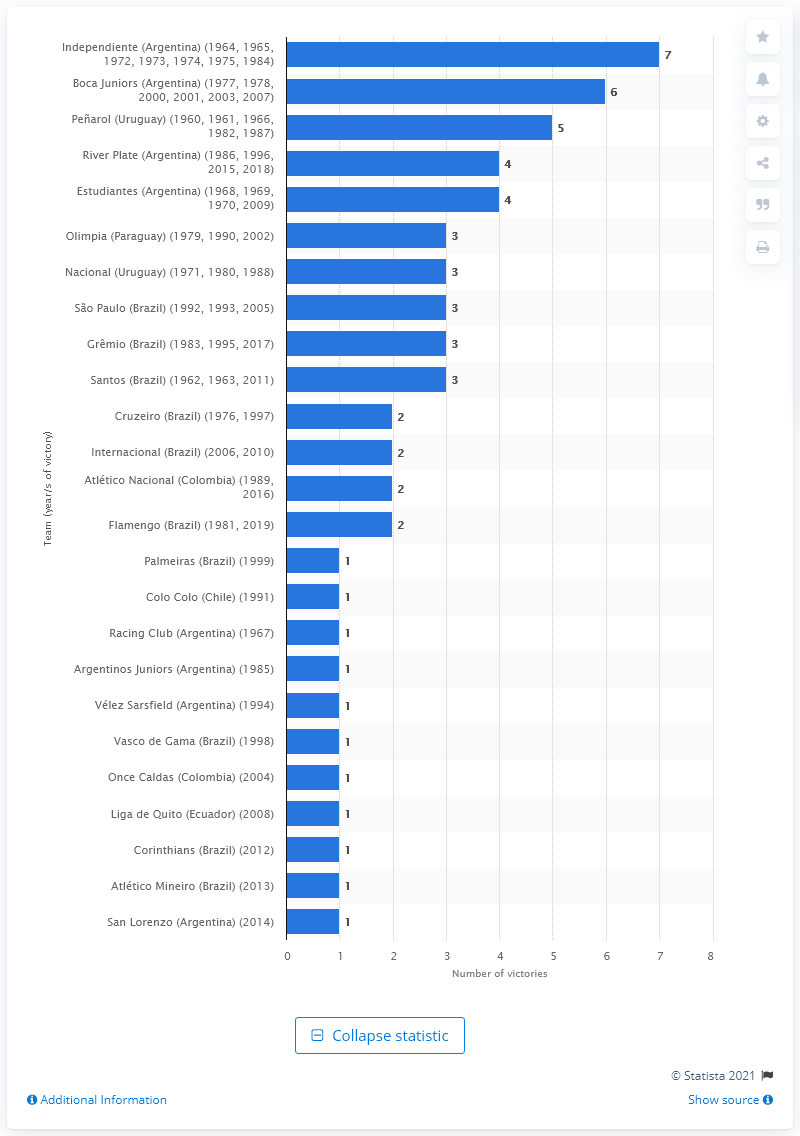 Independiente (Argentina) (1964, 1965,
1972, 1973, 1974, 1975, 1984)
7
Boca Juniors (Argentina) (1977, 1978,
2000, 2001, 2003, 2007)
6
Peñarol (Uruguay) (1960, 1961, 1966,
1982, 1987)
5
River Plate (Argentina) (1986, 1996,
2015, 2018)
4
Estudiantes (Argentina) (1968, 1969,
1970, 2009)
4
Olimpia (Paraguay) (1979, 1990, 2002)
3
Nacional (Uruguay) (1971, 1980, 1988)
3
São Paulo (Brazil) (1992, 1993, 2005)
3
Grêmio (Brazil) (1983, 1995, 2017)
3
Santos (Brazil) (1962, 1963, 2011)
3
Cruzeiro (Brazil) (1976, 1997)
2
Internacional (Brazil) (2006, 2010)
2
Atlético Nacional (Colombia) (1989,
2016)
2
Flamengo (Brazil) (1981, 2019)
2
Palmeiras (Brazil) (1999)
1
Colo Colo (Chile) (1991)
1
Racing Club (Argentina) (1967)
1
Argentinos Juniors (Argentina) (1985)
1
Vélez Sarsfield (Argentina) (1994)
1
Vasco de Gama (Brazil) (1998)
1
Once Caldas (Colombia) (2004)
1
Liga de Quito (Ecuador) (2008)
1
Corinthians (Brazil) (2012)
1
Atlético Mineiro (Brazil) (2013)
1
San Lorenzo (Argentina) (2014)
1
Team (year/s of victory)
0 1 2 3 4 5 6 7 8
Number of victories
Collapse statistic
© Statista 2021
Additional Information
Show source